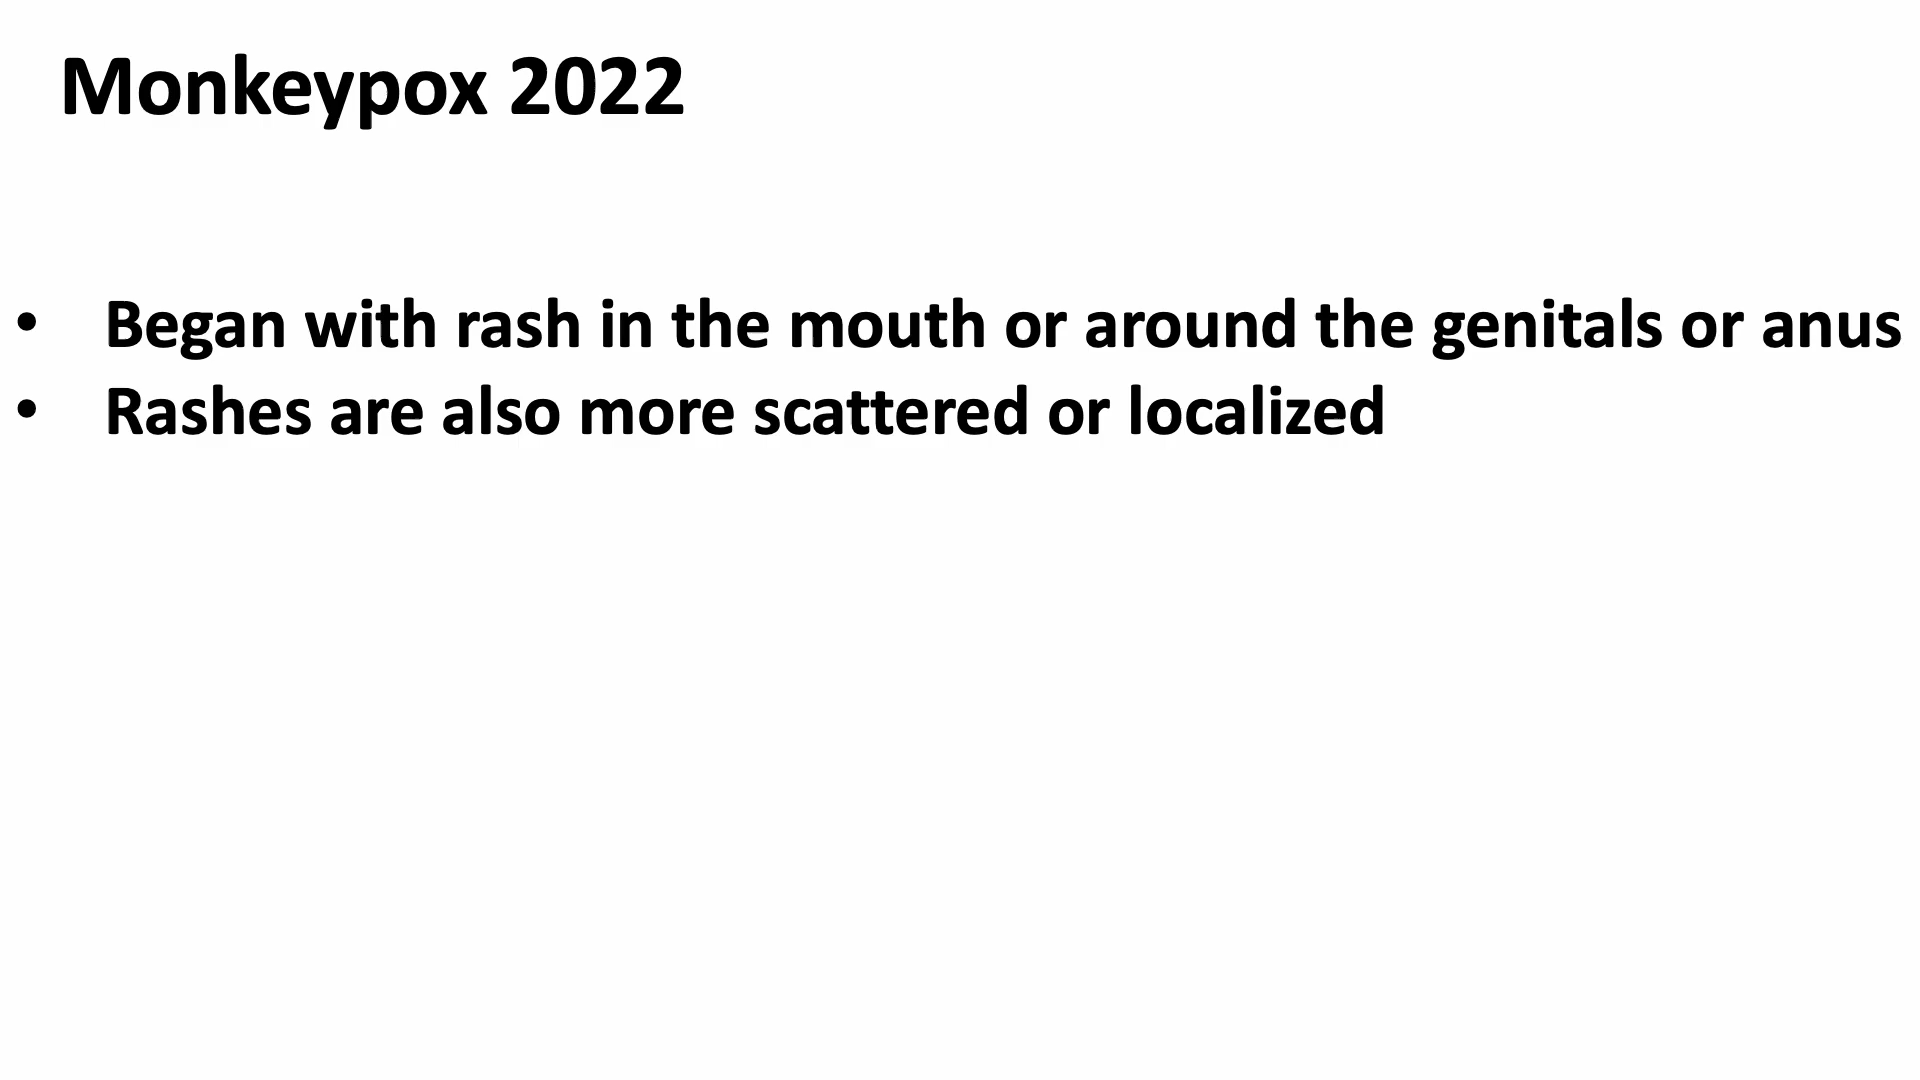 Monkeypox 2022
• Began with rash in the mouth or around the genitals or anus
• Rashes are also more scattered or localized